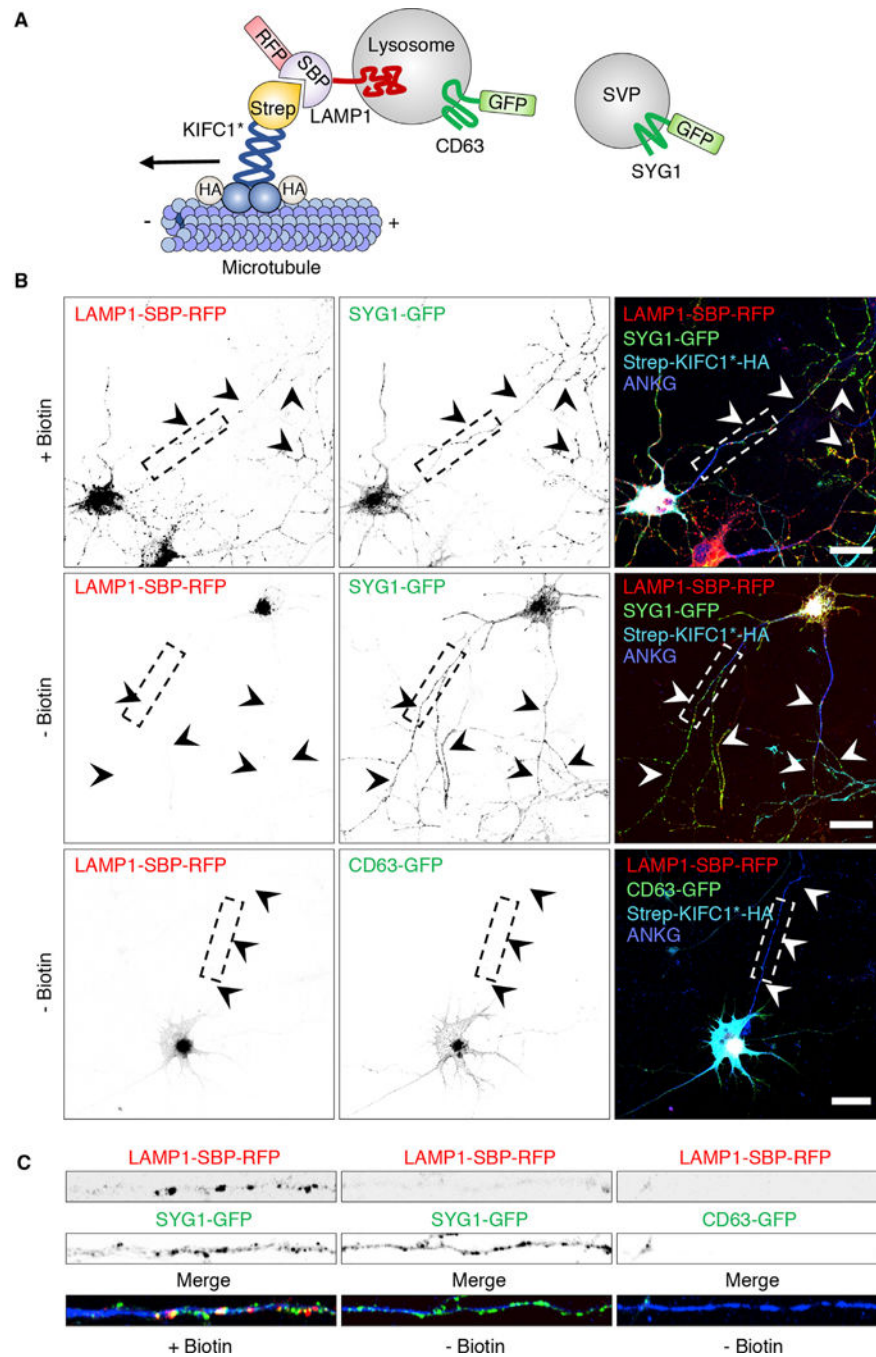 A
RFP
SBP
Lysosome
Strep
LAMP1
GFP
SVP
KIFC1*
CD63
GFP
SYG1
HA
HA
-
+
Microtubule
B
LAMP1-SBP-RFP
SYG1-GFP
LAMP1-SBP-RFP
SYG1-GFP
Strep-KIFC1*-HA
ANKG
+ Biotin
LAMP1-SBP-RFP
SYG1-GFP
LAMP1-SBP-RFP
SYG1-GFP
Strep-KIFC1*-HA
ANKG
- Biotin
LAMP1-SBP-RFP
CD63-GFP
LAMP1-SBP-RFP
CD63-GFP
Strep-KIFC1*-HA
ANKG
- Biotin
C
LAMP1-SBP-RFP LAMP1-SBP-RFP LAMP1-SBP-RFP
SYG1-GFP SYG1-GFP CD63-GFP
Merge Merge Merge
+ Biotin - Biotin - Biotin